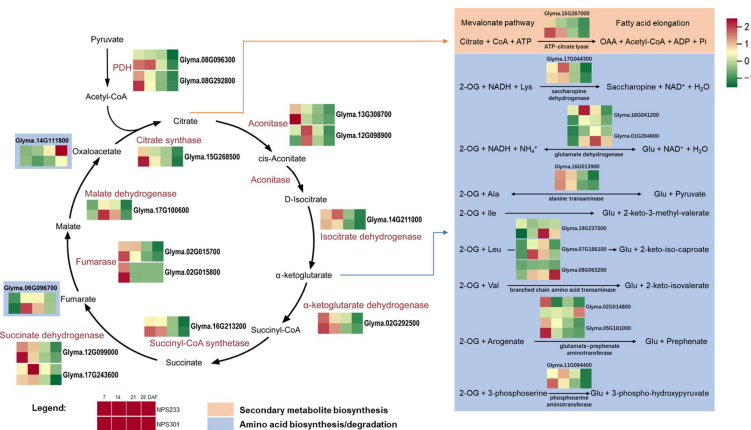 Pyruvate
PDH
Glyma.08G096300
Glyma.08G292800
Acetyl-CoA
Citrate
Glyma.14G111800
Oxaloacetate
Citrate synthase
Glyma.15G268500
Aconitase
Glyma.13G308700
Glyma.12G098900
cis-Aconitate
Aconitase
D-Isocitrate
Malate dehydrogenase
Glyma.17G100600
Glyma.14G211000
Isocitrate dehydrogenase
Malate
Fumarase
Glyma.02G015700
Glyma.02G015800
α-ketoglutarate
Glyma.06G096700
Fumarate
α-ketoglutarate dehydrogenase
Glyma.02G292500
Glyma.16G213200
Succinyl-CoA
Succinyl-CoA synthetase
Succinate dehydrogenase
Glyma.12G099000
Glyma.17G243600
Succinate
Legend:
7 14 21 28 DAF
NPS233
NPS301
Secondary metabolite biosynthesis
Amino acid biosynthesis/degradation
Glyma.15G267000
Mevalonate pathway
Fatty acid elongation
Citrate + CoA + ATP
OAA + Acetyl-CoA + ADP + Pi
ATP-citrate lyase
Glyma.17G044300
2-OG + NADH + Lys
Saccharopine + NAD⁺ + H₂O
saccharopine
dehydrogenase
Glyma.16G041200
Glyma.01G204600
2-OG + NADH + NH₄⁺
Glu + NAD⁺ + H₂O
glutamate dehydrogenase
Glyma.16G013900
2-OG + Ala
Glu + Pyruvate
alanine transaminase
2-OG + Ile
Glu + 2-keto-3-methyl-valerate
Glyma.19G237000
2-OG + Leu
Glyma.07G186100
Glu + 2-keto-iso-caproate
Glyma.08G063200
2-OG + Val
Glu + 2-keto-isovalerate
branched chain amino acid transaminase
Glyma.02G014800
Glyma.05G181000
2-OG + Arogenate
Glu + Prephenate
glutamate-prephenate
aminotransferase
Glyma.11G084400
2-OG + 3-phosphoserine
Glu + 3-phospho-hydroxypyruvate
phosphoserine
aminotransferase
2
1
0
-1